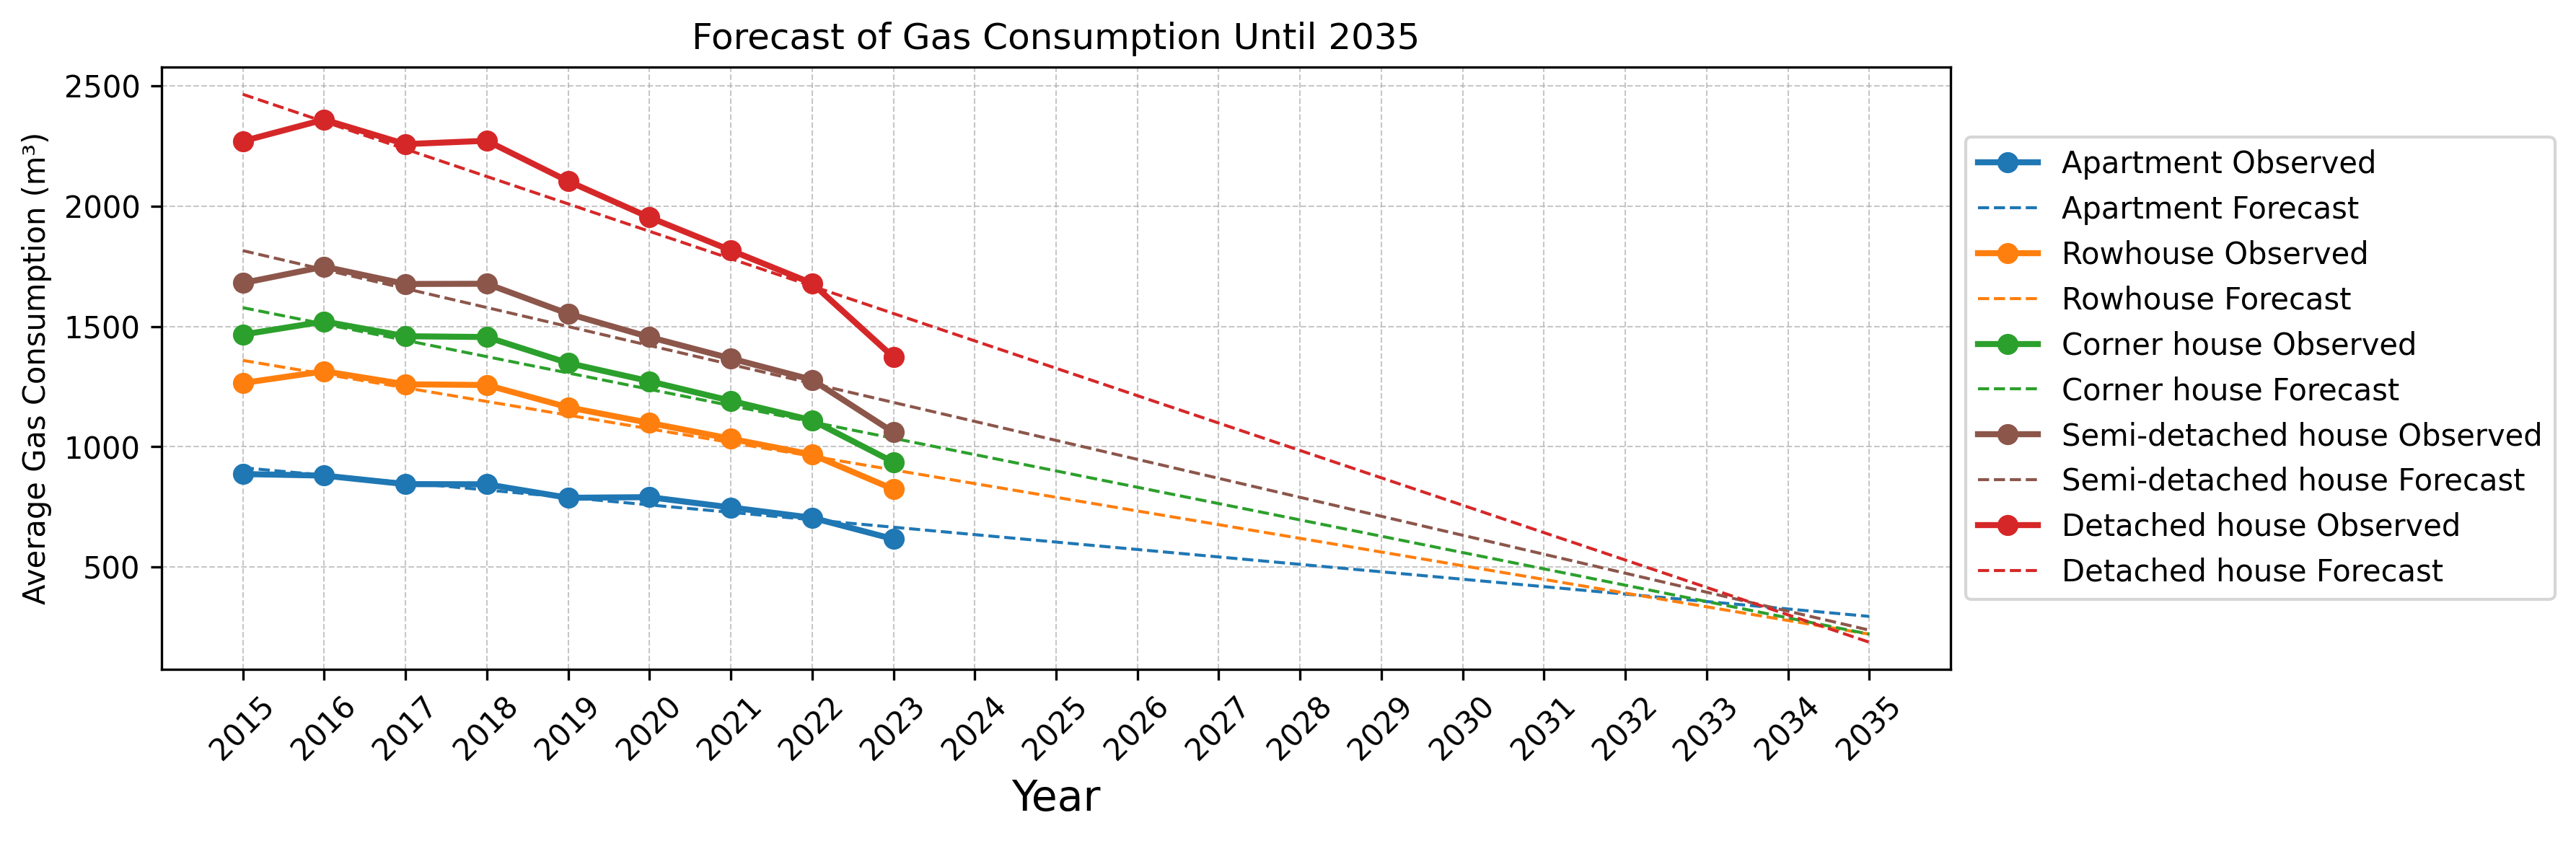 Forecast of Gas Consumption Until 2035
Average Gas Consumption (m³)
2500
2000
1500
1000
500
2015 2016 2017 2018 2019 2020 2021 2022 2023 2024 2025 2026 2027 2028 2029 2030 2031 2032 2033 2034 2035
Year
Apartment Observed
Apartment Forecast
Rowhouse Observed
Rowhouse Forecast
Corner house Observed
Corner house Forecast
Semi-detached house Observed
Semi-detached house Forecast
Detached house Observed
Detached house Forecast